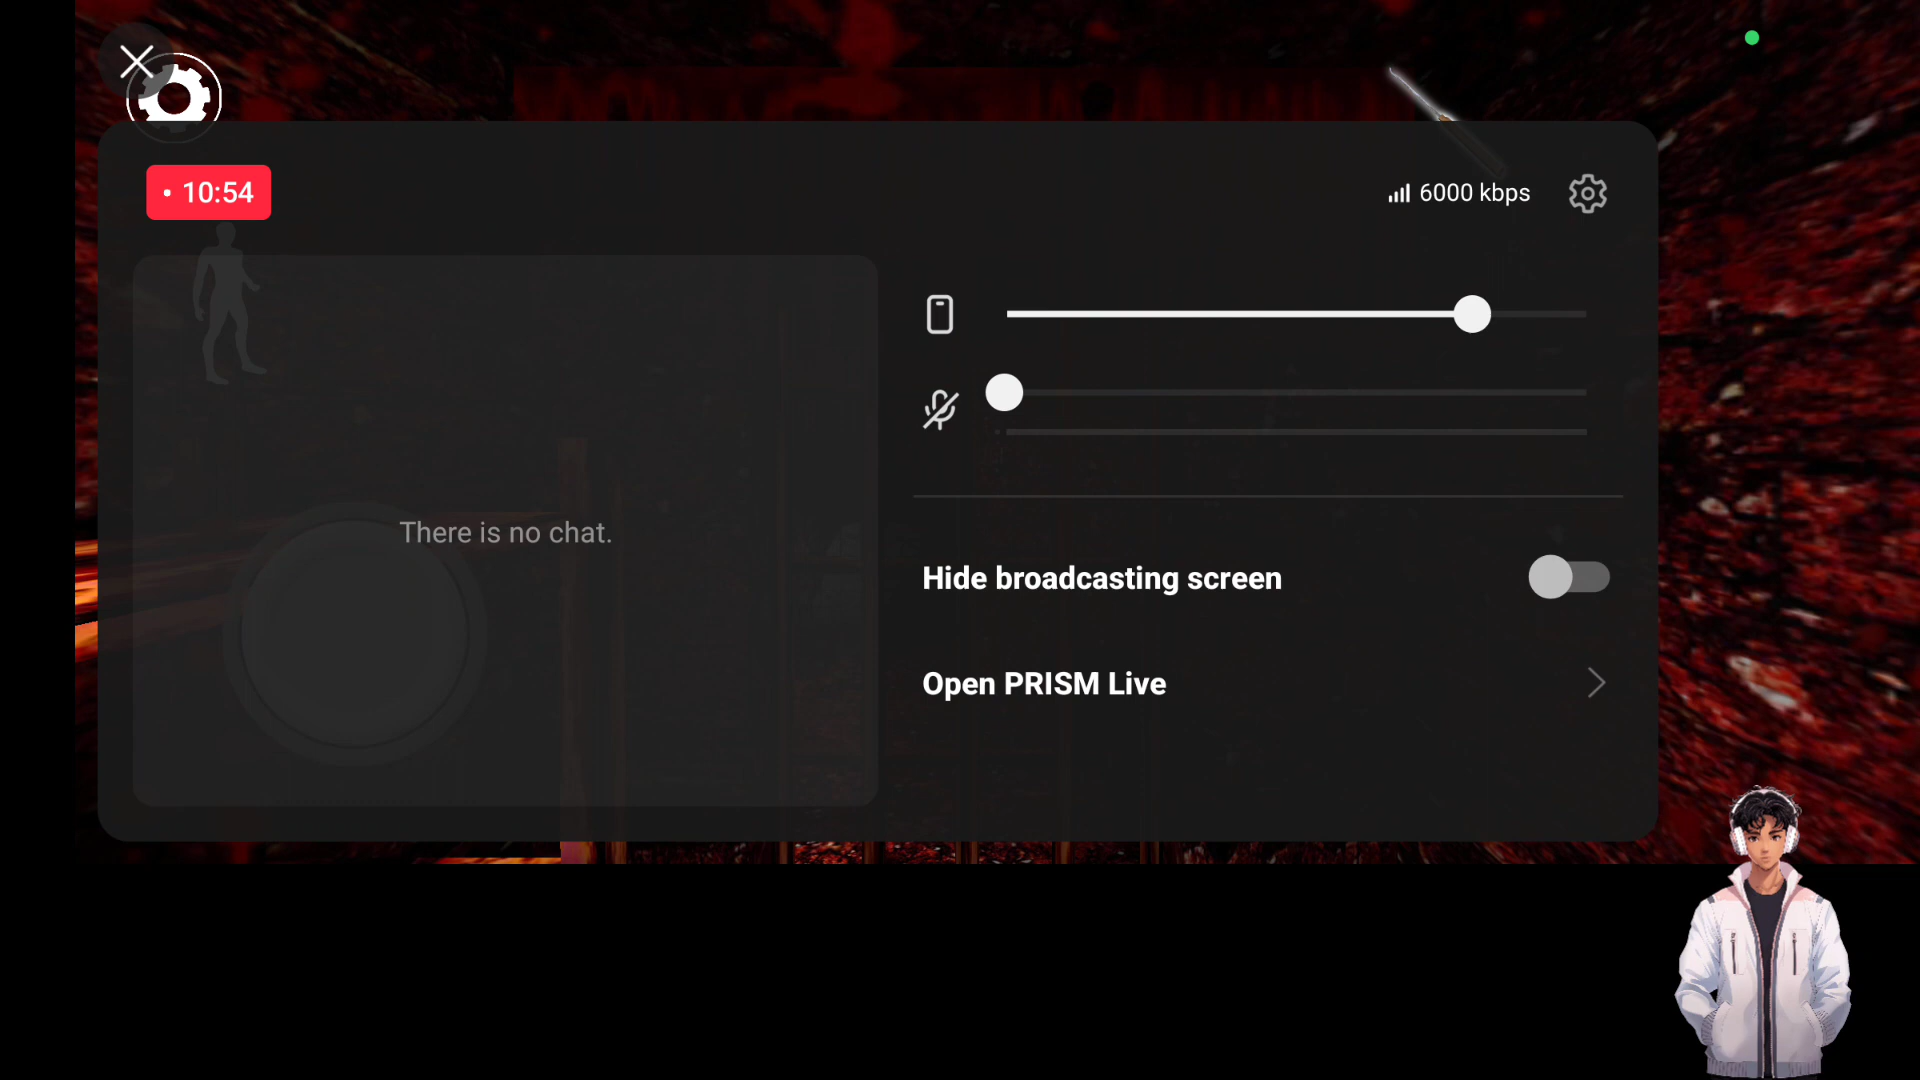 10:54
6000 kbps
There is no chat.
Hide broadcasting screen
Open PRISM Live